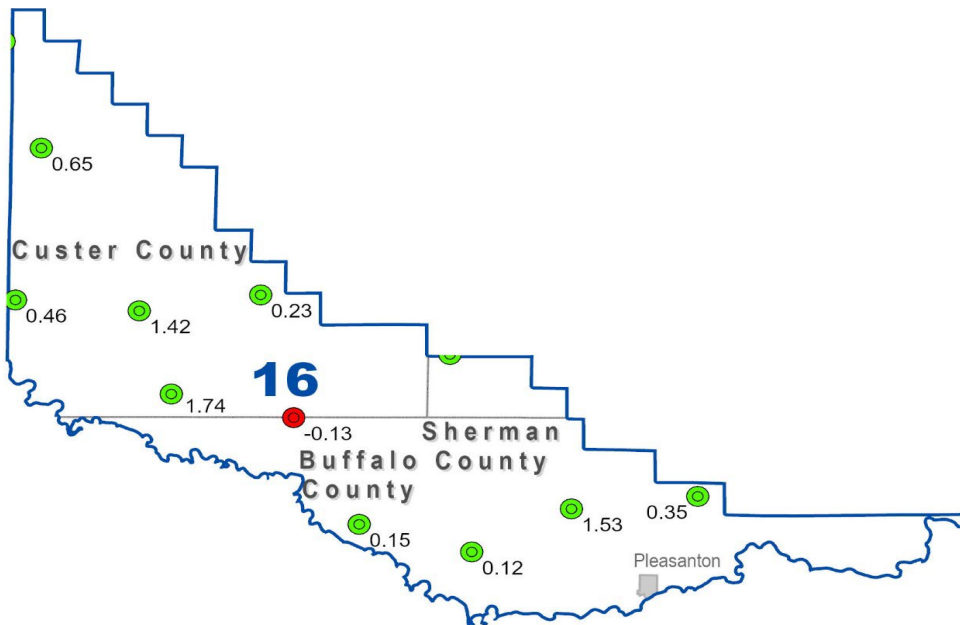 0.65
Custer County
0.46
1.42
0.23
16
1.74
-0.13
Sherman
County
Buffalo
County
0.15
0.12
1.53
0.35
Pleasanton